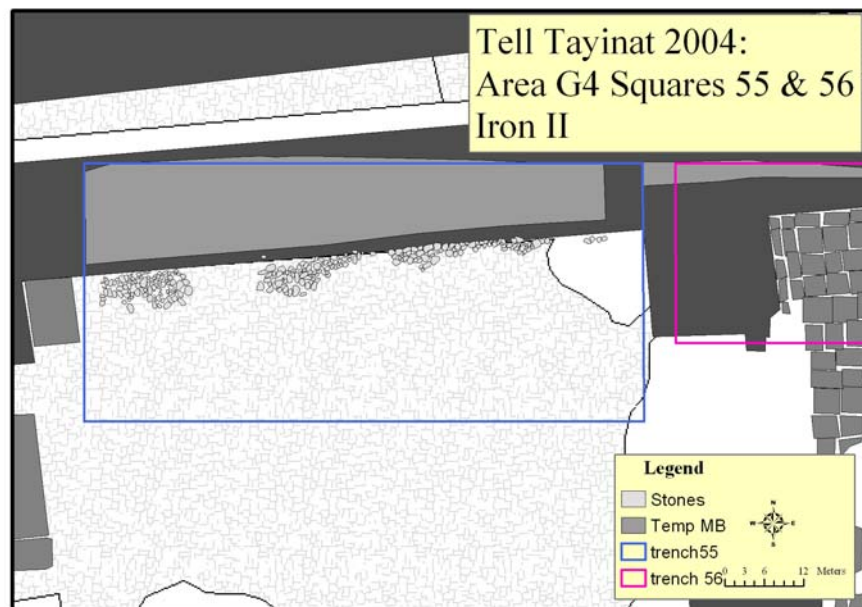 Tell Tayinat 2004:
Area G4 Squares 55 & 56
Iron II
Legend
Stones
Temp MB
trench55
trench 56
N
W E
S
0 3 6 12 Meters